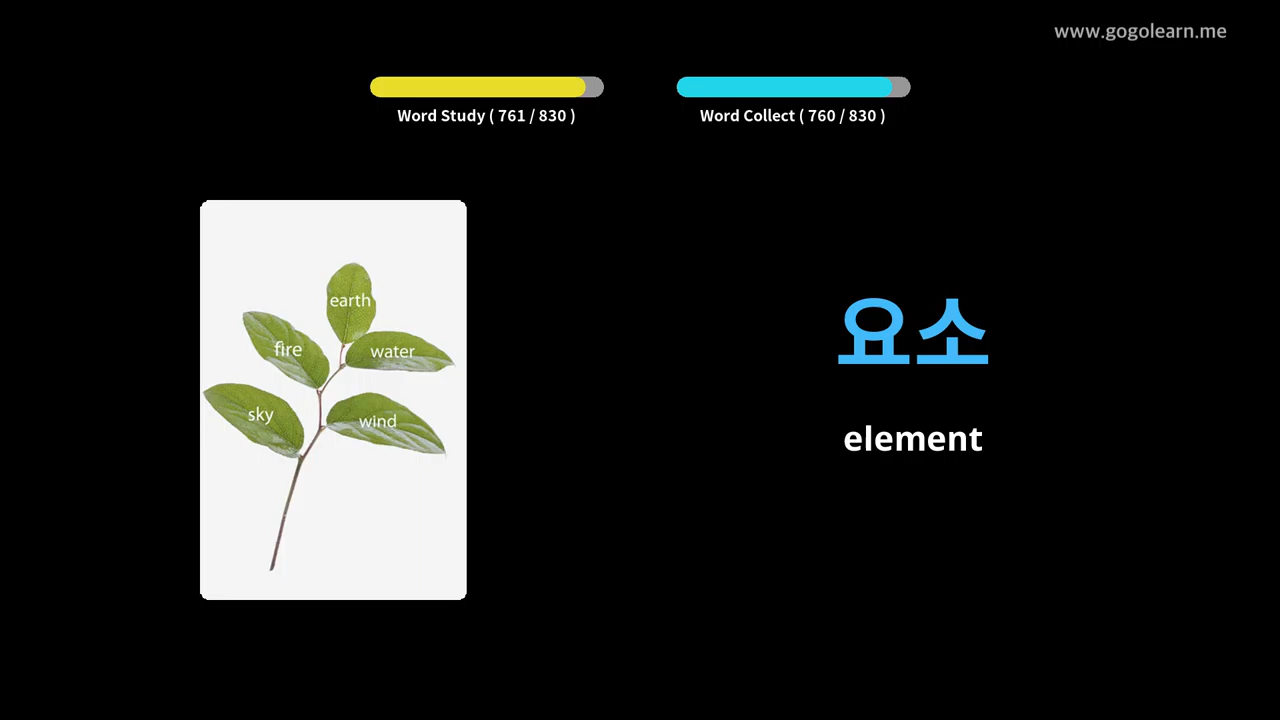 www.gogolearn.me
Word Study ( 761 / 830 )
Word Collect ( 760 / 830 )
earth
fire
water
sky
wind
요소
element